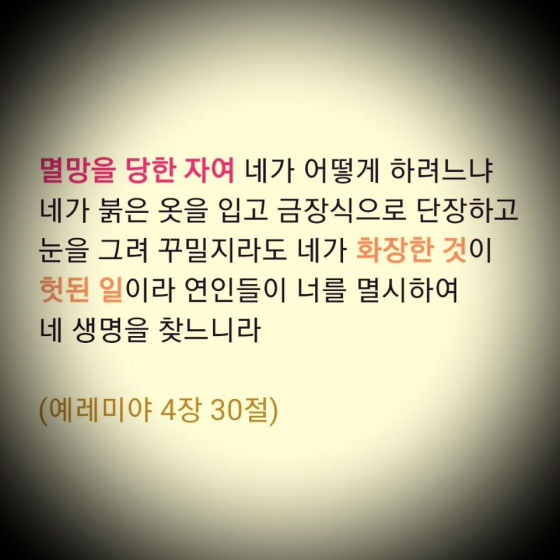 멸망을 당한 자여 네가 어떻게 하려느냐
네가 붉은 옷을 입고 금장식으로 단장하고
눈을 그려 꾸밀지라도 네가 화장한 것이
헛된 일이라 연인들이 너를 멸시하여
네 생명을 찾느니라
(예레미야 4장 30절)